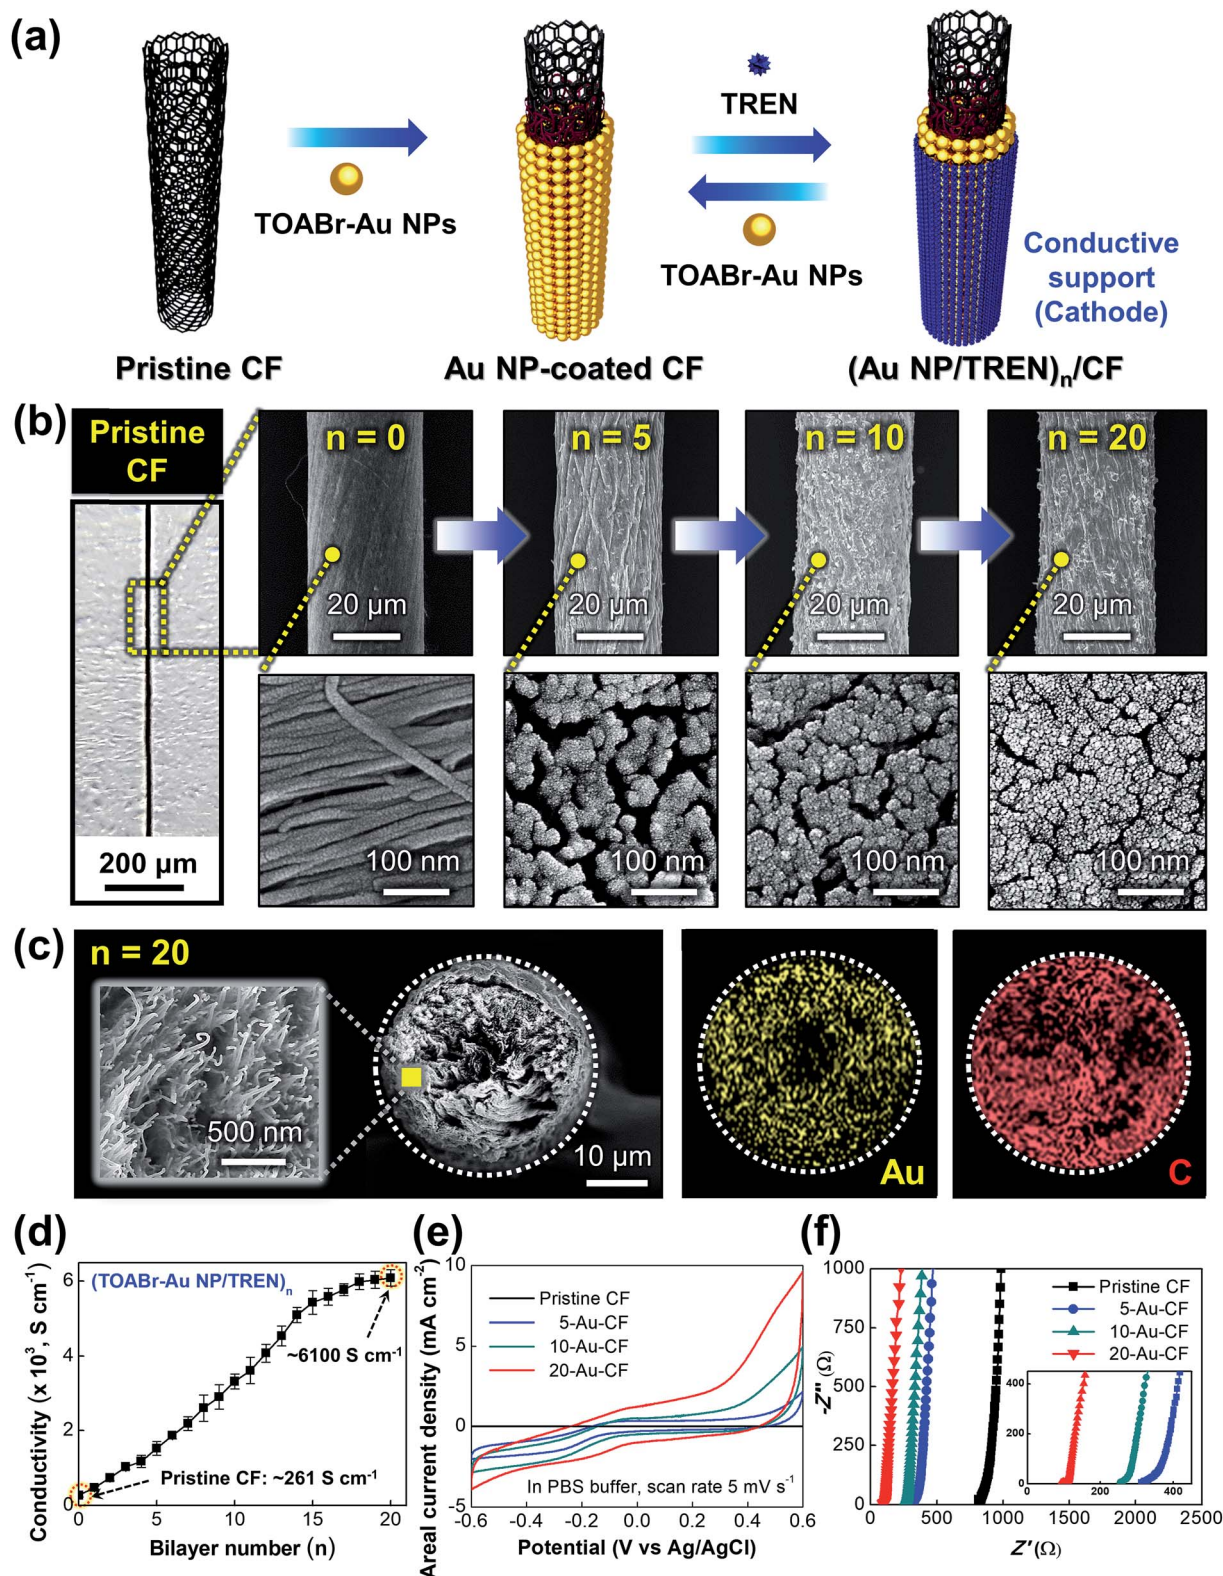 (a)
TREN
TOABr-Au NPs
TOABr-Au NPs
Conductive
support
(Cathode)
Pristine CF
Au NP-coated CF
(Au NP/TREN)n/CF
(b)
Pristine
CF
n = 0
n = 5
n = 10
n = 20
20 μm
20 μm
20 μm
20 μm
200 μm
100 nm
100 nm
100 nm
100 nm
(c)
n = 20
500 nm
10 μm
Au
C
(d)
(TOABr-Au NP/TREN)n
~6100 S cm⁻¹
Pristine CF: ~261 S cm⁻¹
Conductivity (x 10³, S cm⁻¹)
6
4
2
0
0 5 10 15 20
Bilayer number (n)
(e)
Areal current density (mA cm⁻²)
10
5
0
-5
Pristine CF
5-Au-CF
10-Au-CF
20-Au-CF
In PBS buffer, scan rate 5 mV s⁻¹
-0.6 -0.4 -0.2 0.0 0.2 0.4 0.6
Potential (V vs Ag/AgCl)
(f)
-Z″ (Ω)
1000
750
500
250
0
Pristine CF
5-Au-CF
10-Au-CF
20-Au-CF
400
200
0
0 200 400
0 500 1000 1500 2000 2500
Z′ (Ω)